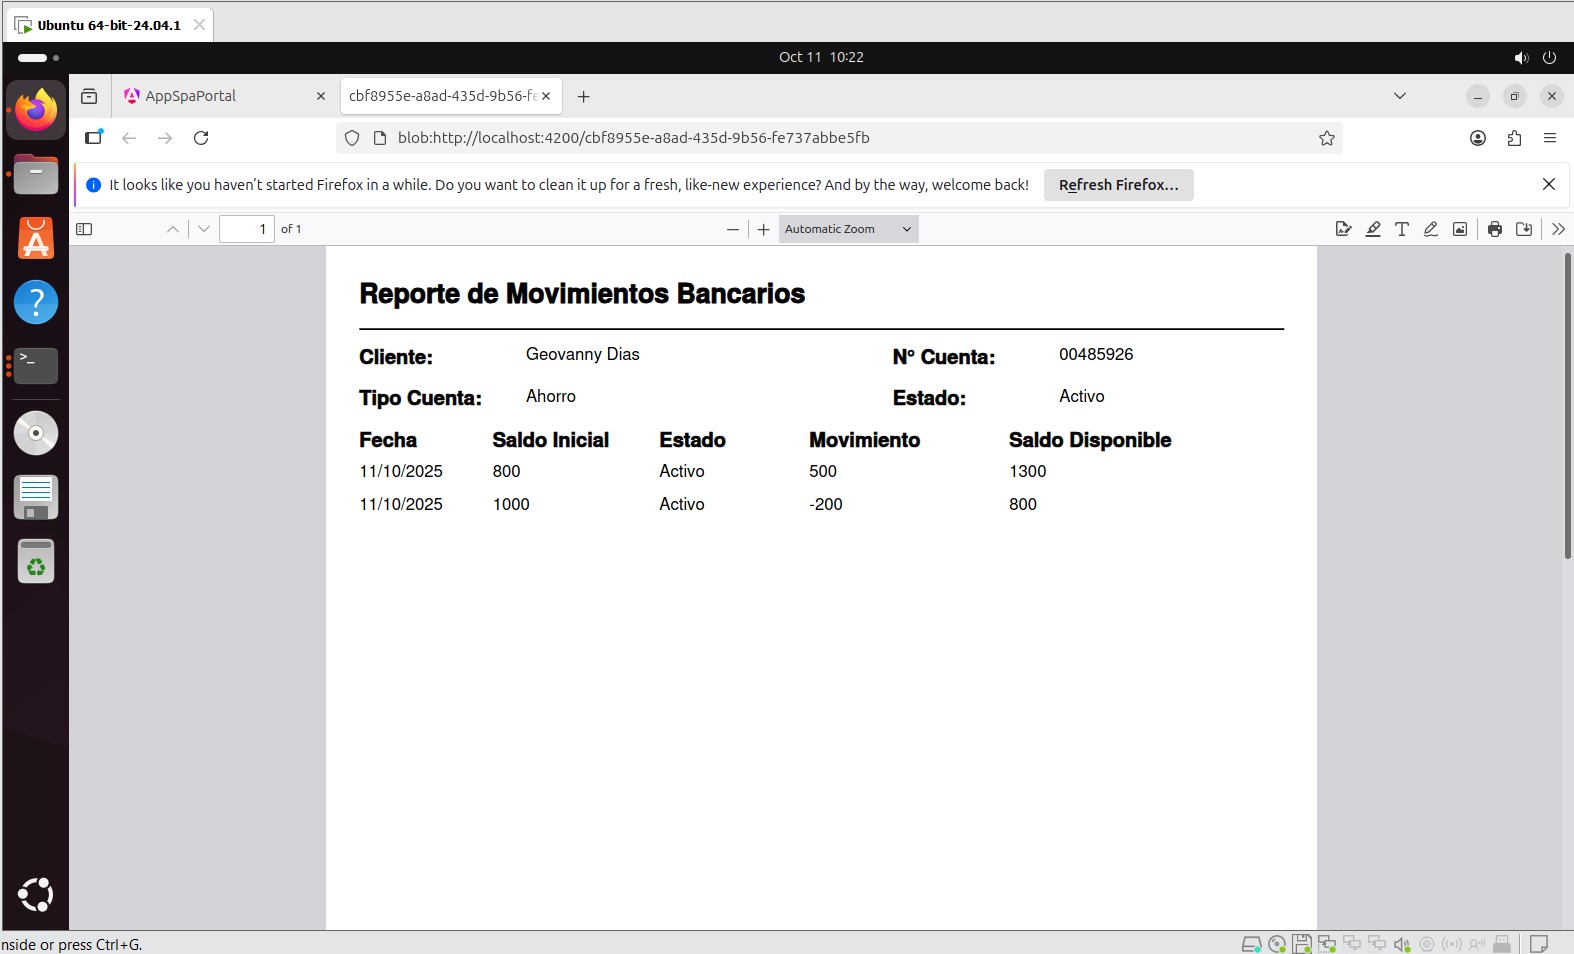 Ubuntu 64-bit-24.04.1
Oct 11 10:22
AppSpaPortal
cbf8955e-a8ad-435d-9b56-fe
blob:http://localhost:4200/cbf8955e-a8ad-435d-9b56-fe737abbe5fb
It looks like you haven't started Firefox in a while. Do you want to clean it up for a fresh, like-new experience? And by the way, welcome back! Refresh Firefox...
1 of 1 Automatic Zoom
Reporte de Movimientos Bancarios
Cliente: Geovanny Dias N° Cuenta: 00485926
Tipo Cuenta: Ahorro Estado: Activo
Fecha Saldo Inicial Estado Movimiento Saldo Disponible
11/10/2025 800 Activo 500 1300
11/10/2025 1000 Activo -200 800
nside or press Ctrl+G.